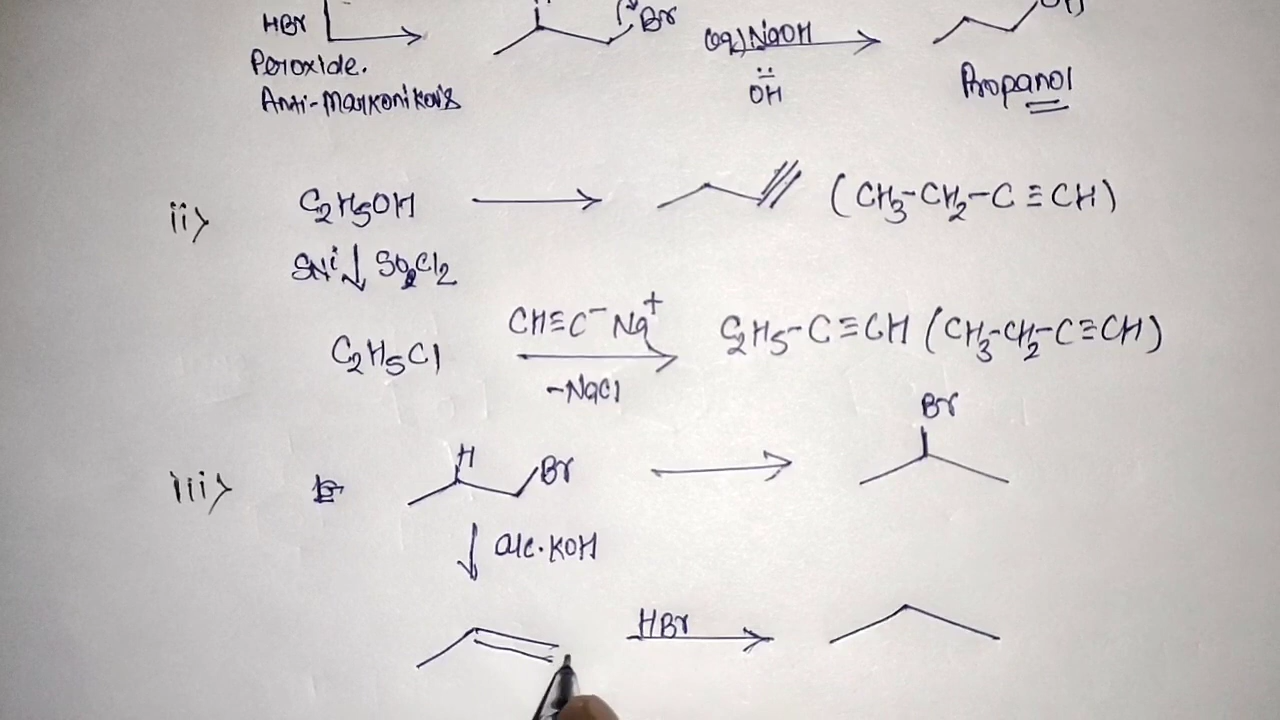 HBr
Br
(aq) NaOH
OH
Peroxide.
Anti-Markonikov's
ÖH
Propanol
ii> C2H5OH (CH3-CH2-C≡CH)
SNi SO2Cl2
CH≡C⁻Na⁺
C2H5Cl C2H5-C≡CH (CH3-CH2-C≡CH)
-NaCl
Br
iii> H Br
alc. KOH
HBr